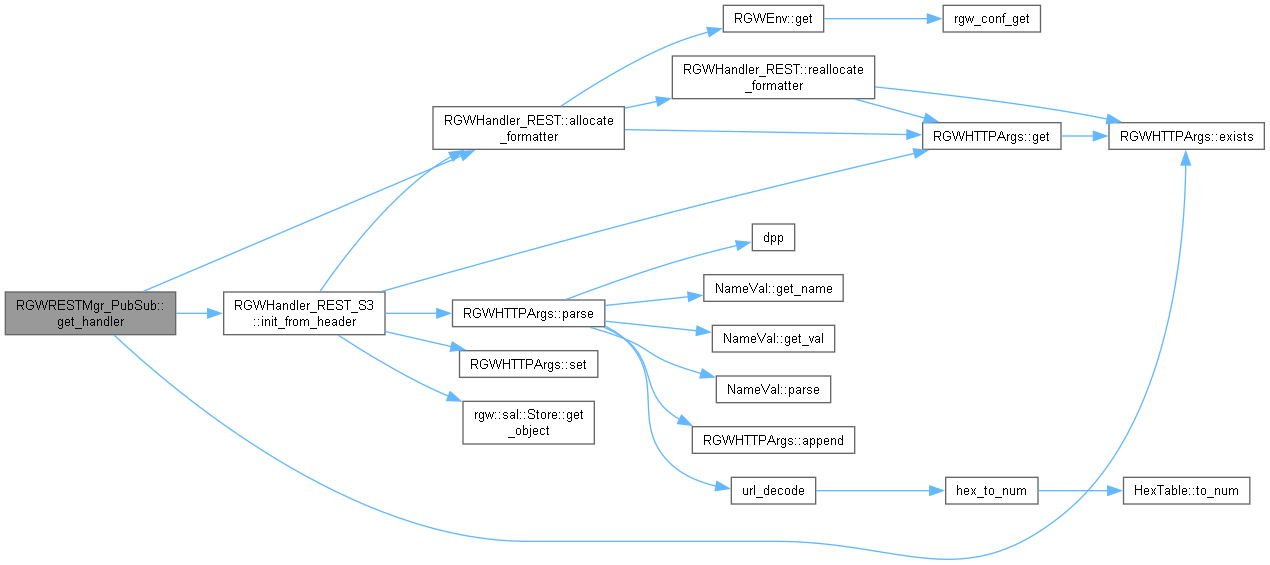 RGWEnv::get
rgw_conf_get
RGWHandler_REST::reallocate
_formatter
RGWHandler_REST::allocate
_formatter
RGWHTTPArgs::get
RGWHTTPArgs::exists
dpp
RGWRESTMgr_PubSub::
get_handler
RGWHandler_REST_S3
::init_from_header
RGWHTTPArgs::parse
NameVal::get_name
NameVal::get_val
RGWHTTPArgs::set
NameVal::parse
rgw::sal::Store::get
_object
RGWHTTPArgs::append
url_decode
hex_to_num
HexTable::to_num